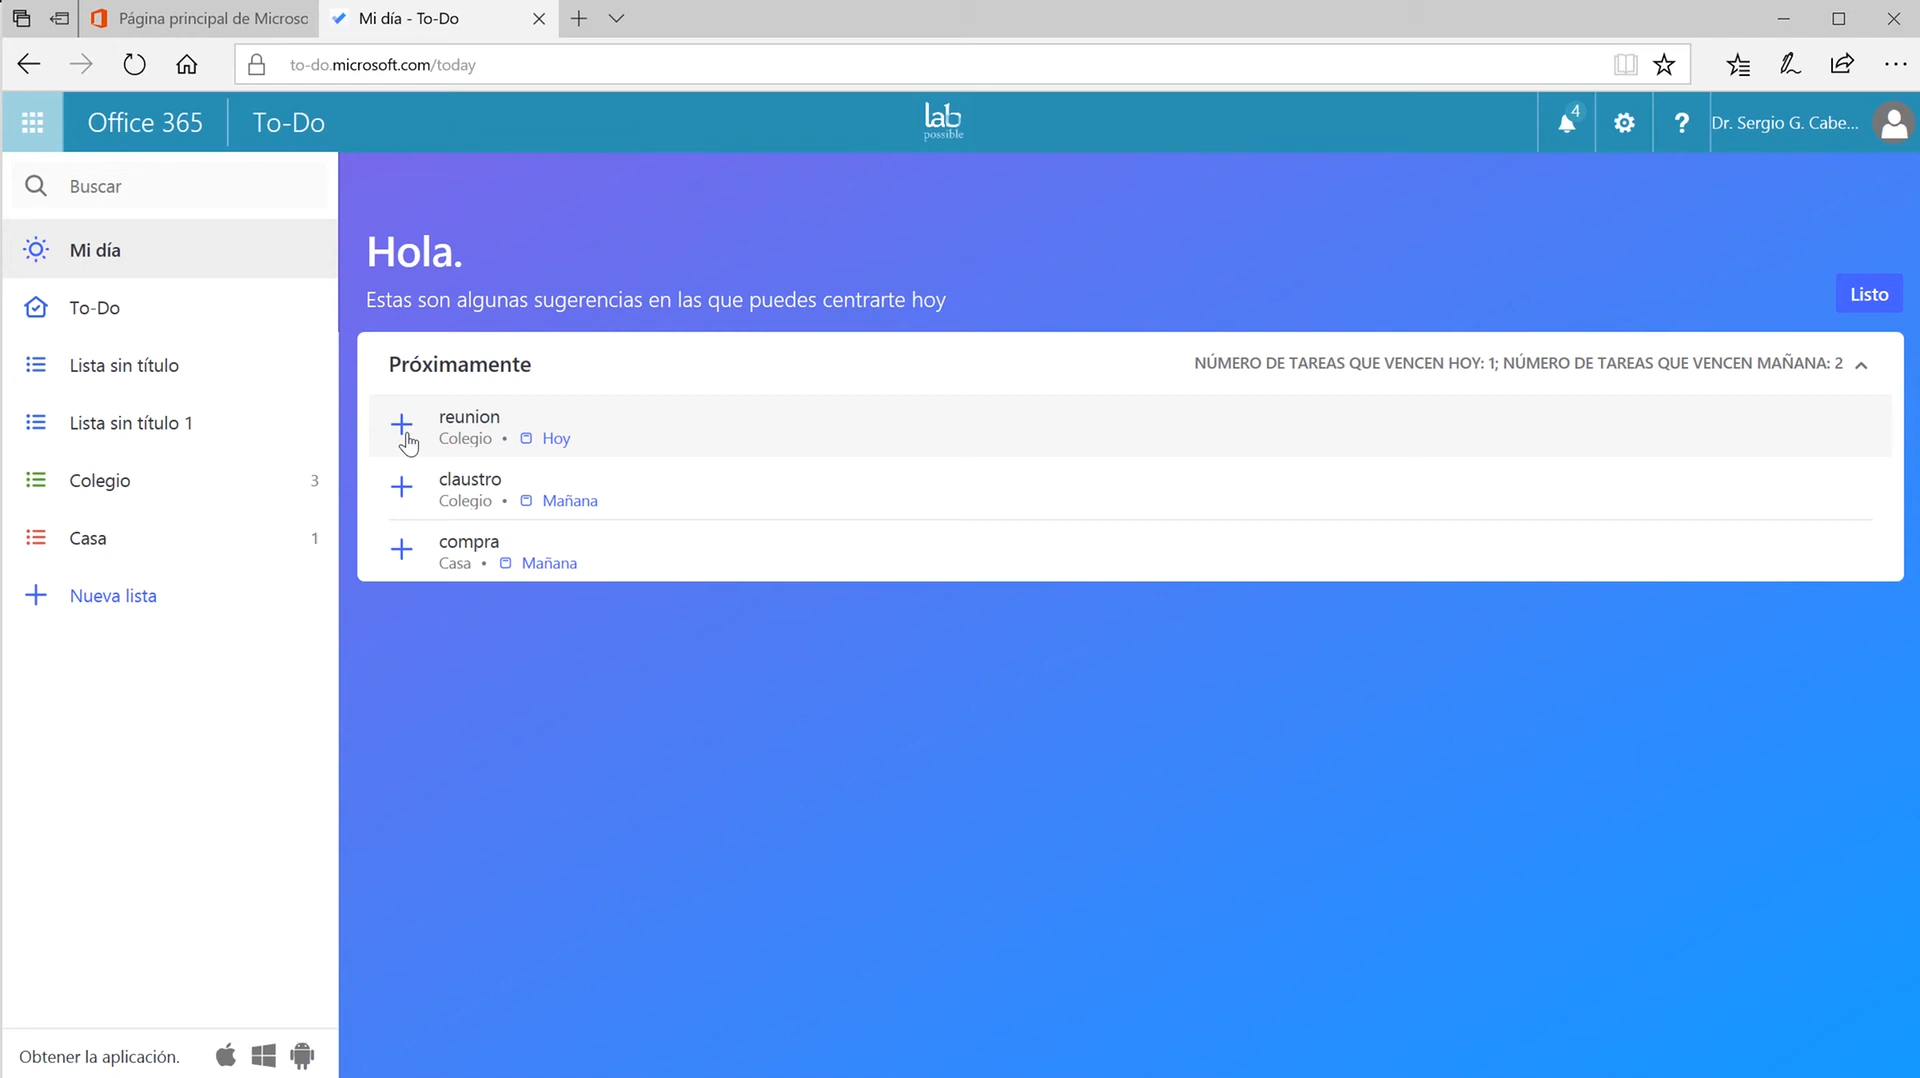 Página principal de Microso
Mi día - To-Do
to-do.microsoft.com/today
Office 365
To-Do
lab
possible
4
?
Dr. Sergio G. Cabe...
Buscar
Mi día
To-Do
Lista sin título
Lista sin título 1
Colegio 3
Casa 1
Nueva lista
Obtener la aplicación.
Hola.
Estas son algunas sugerencias en las que puedes centrarte hoy
Listo
Próximamente
NÚMERO DE TAREAS QUE VENCEN HOY: 1; NÚMERO DE TAREAS QUE VENCEN MAÑANA: 2
reunion
Colegio • Hoy
claustro
Colegio • Mañana
compra
Casa • Mañana